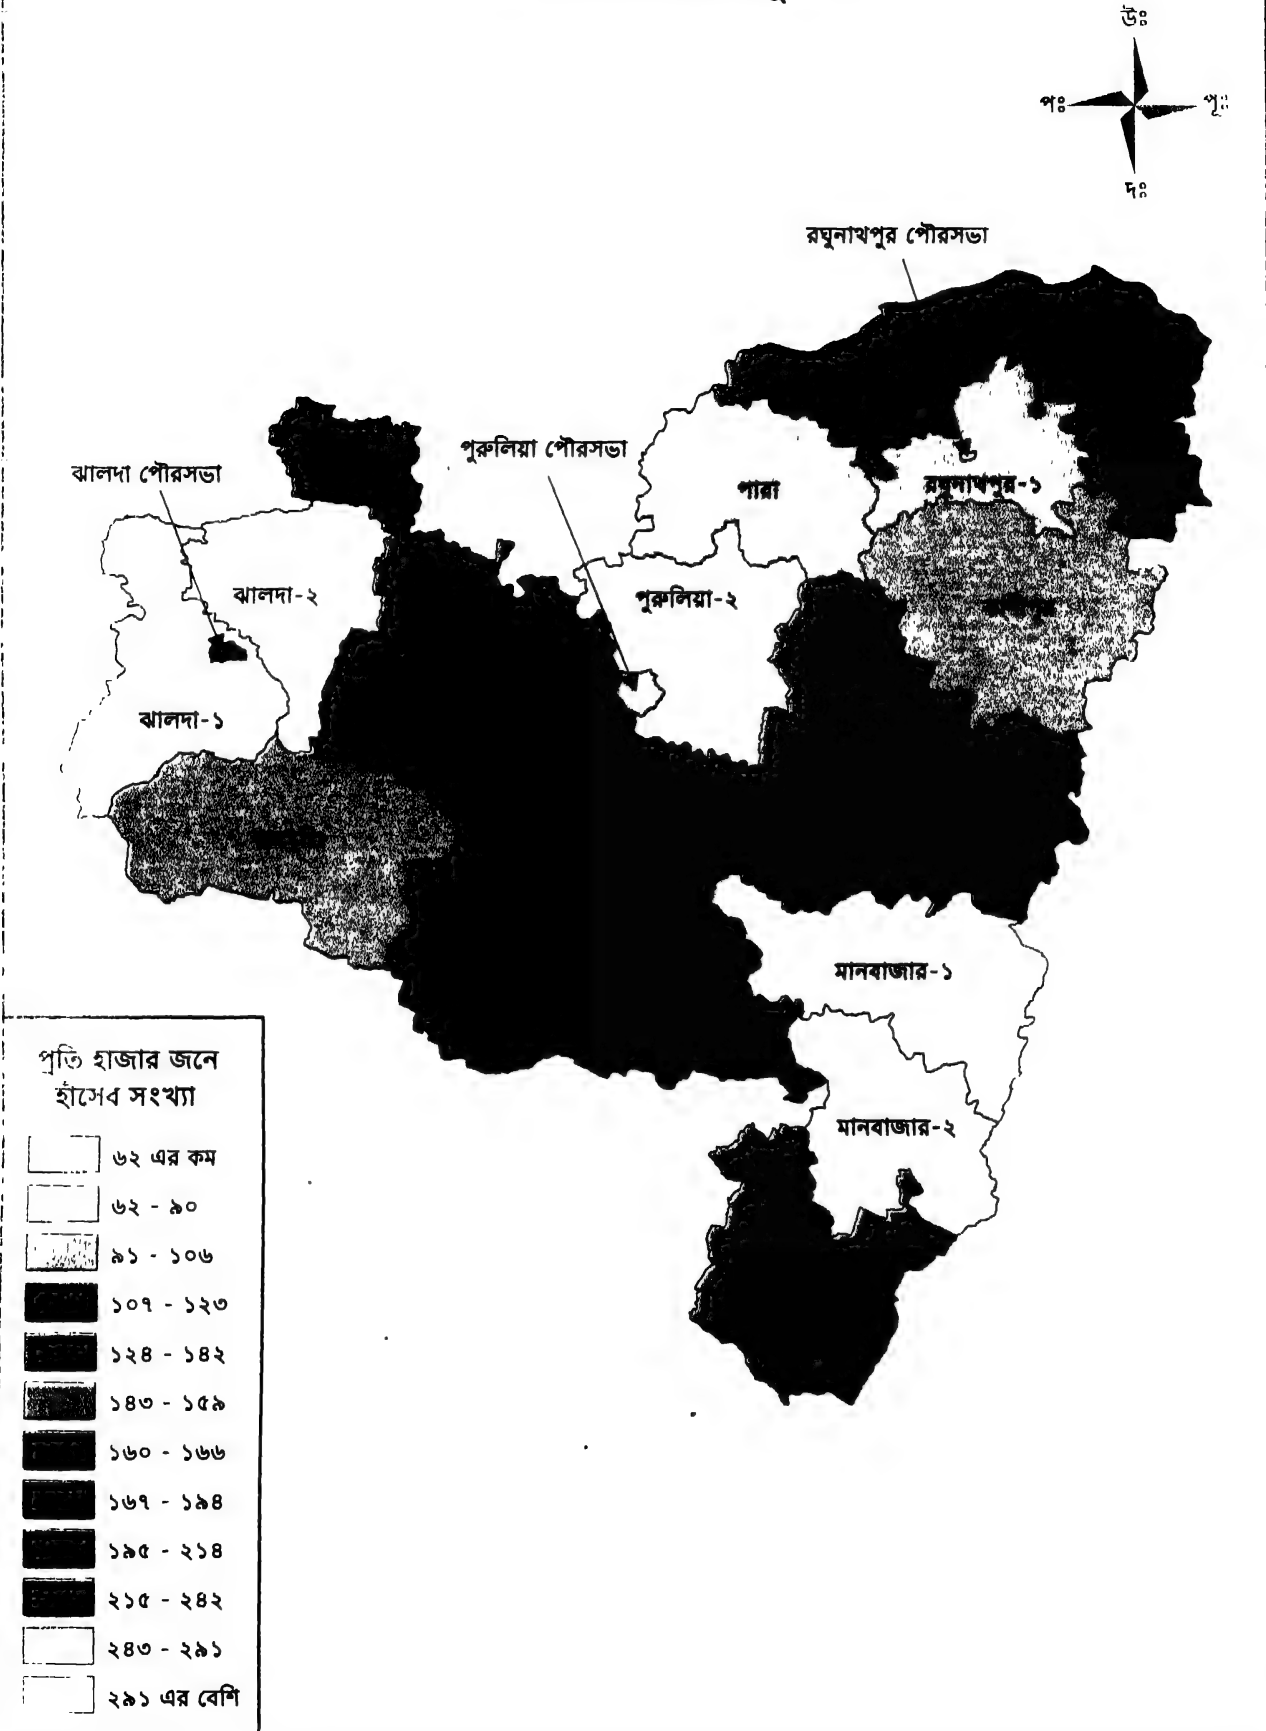 উঃ
পঃ
পূঃ
দঃ
রঘুনাথপুর পৌরসভা
পুরুলিয়া পৌরসভা
ঝালদা পৌরসভা
পারা
রঘুনাথপুর-১
ঝালদা-২
পুরুলিয়া-২
ঝালদা-১
মানবাজার-১
মানবাজার-২
প্রতি হাজার জনে
হাঁসের সংখ্যা
৬২ এর কম
৬২ - ৯০
৯১ - ১০৬
১০৭ - ১২৩
১২৪ - ১৪২
১৪৩ - ১৫৯
১৬০ - ১৬৬
১৬৭ - ১৯৪
১৯৫ - ২১৪
২১৫ - ২৪২
২৪৩ - ২৯১
২৯১ এর বেশি